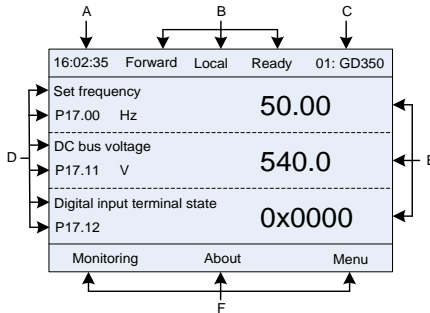 A B C
16:02:35 Forward Local Ready 01: GD350
Set frequency
P17.00 Hz 50.00
DC bus voltage
P17.11 V 540.0
Digital input terminal state
P17.12 0x0000
D E
Monitoring About Menu
F